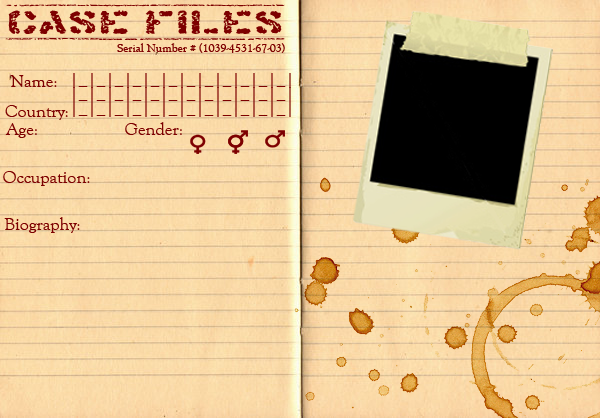 CASE FILES
Serial Number # (1039-4531-67-03)
Name:
Country:
Age: Gender:
Occupation:
Biography: